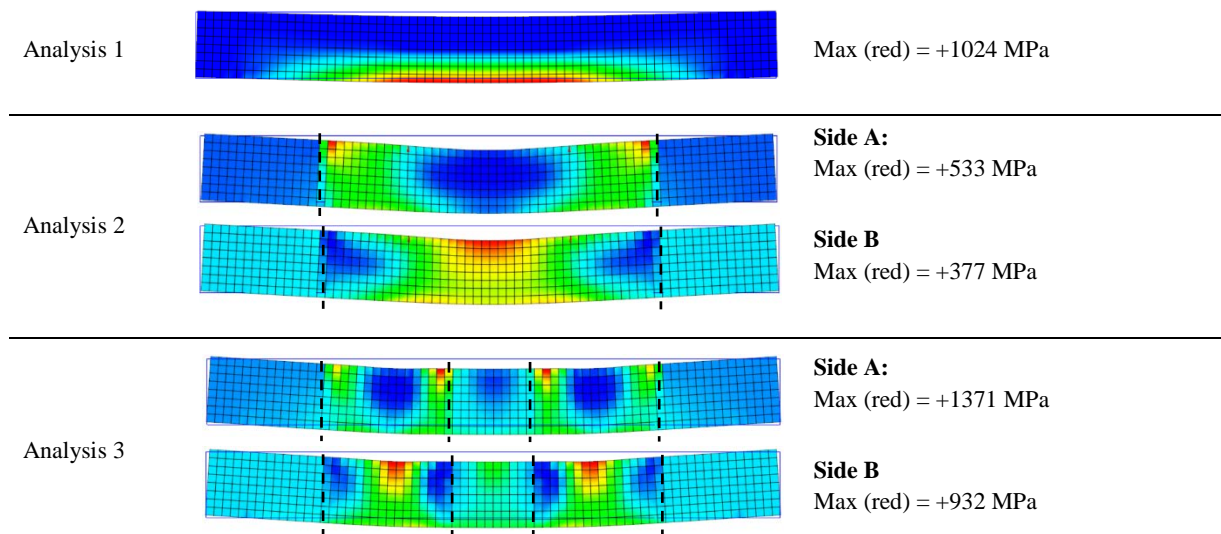 Analysis 1
Max (red) = +1024 MPa
Analysis 2
Side A:
Max (red) = +533 MPa
Side B
Max (red) = +377 MPa
Analysis 3
Side A:
Max (red) = +1371 MPa
Side B
Max (red) = +932 MPa